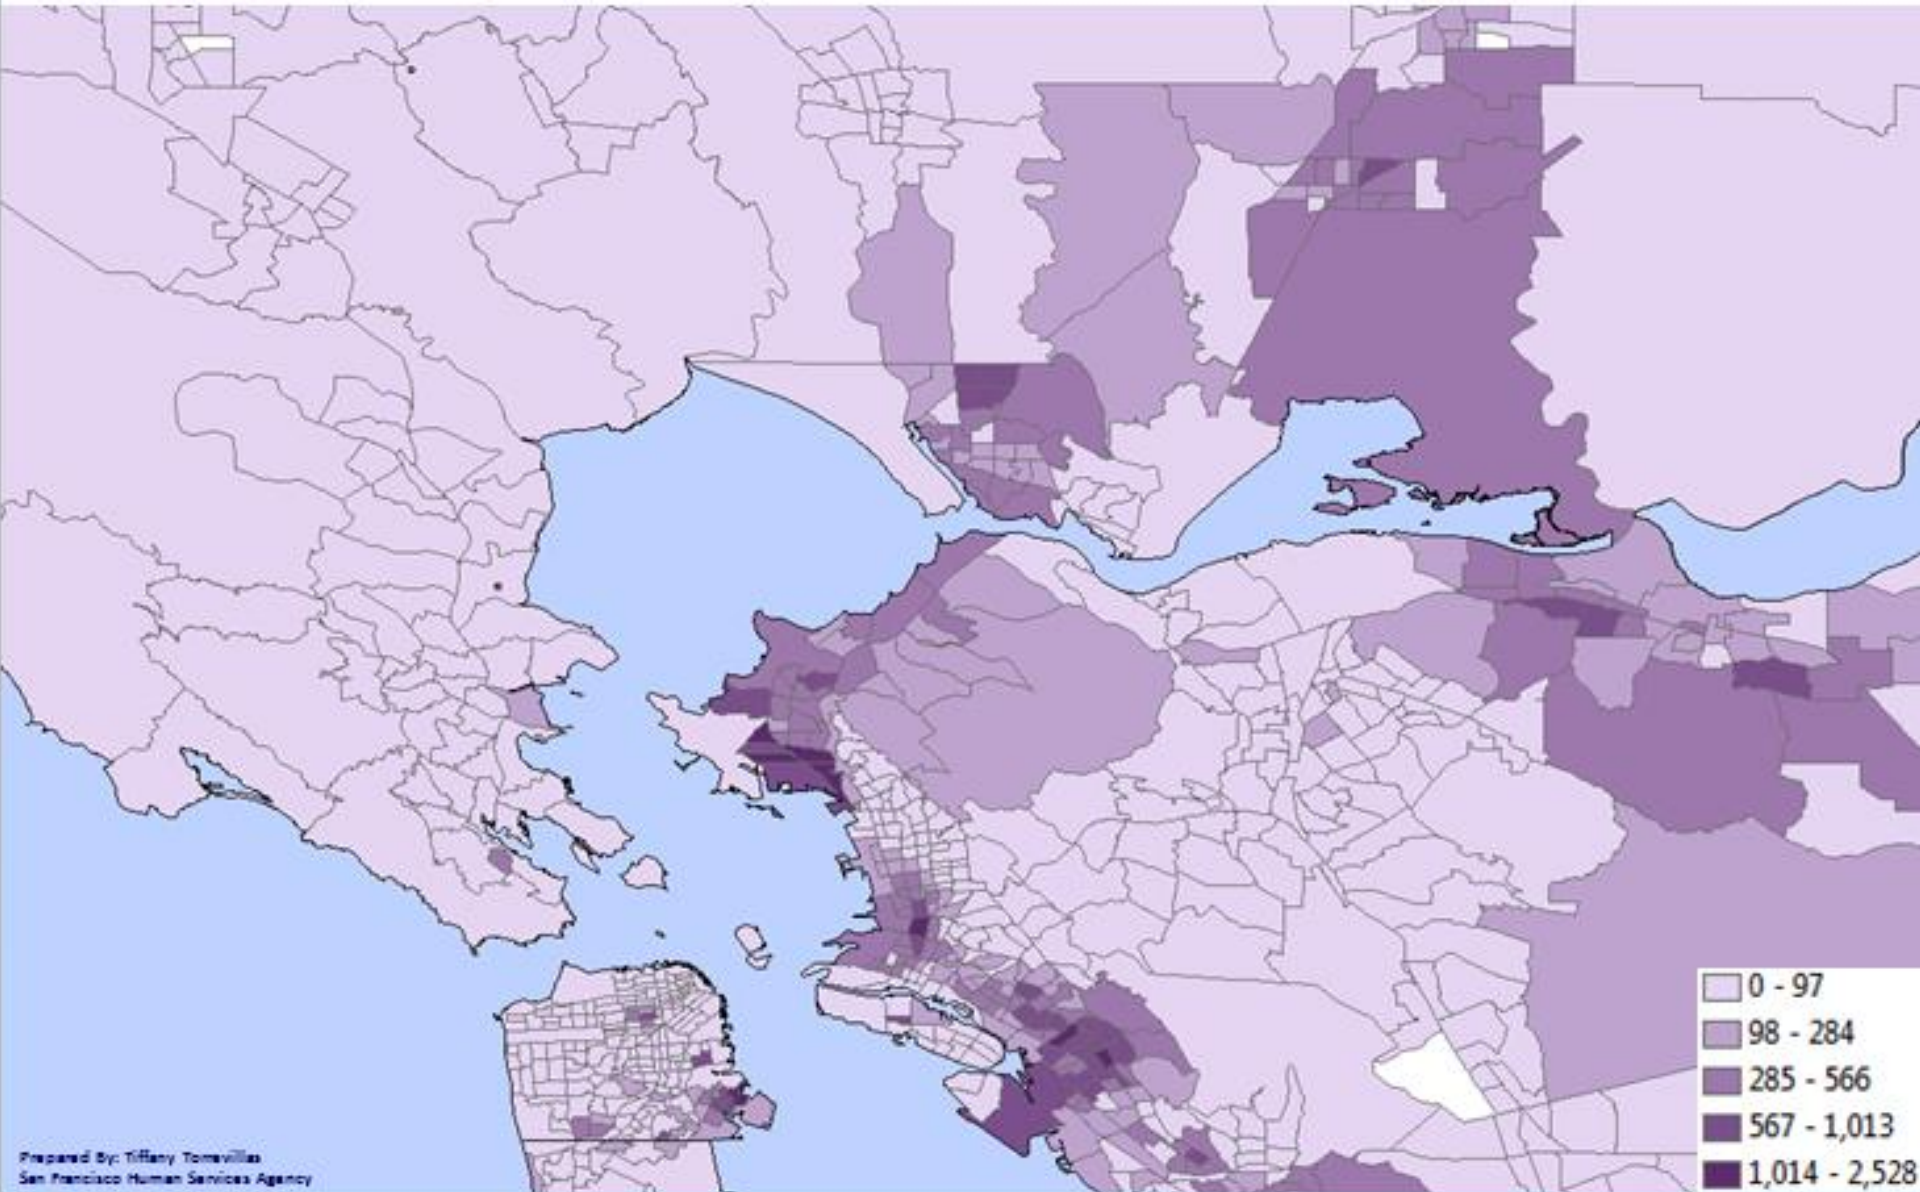 0 - 97
98 - 284
285 - 566
567 - 1,013
1,014 - 2,528
Prepared By: Tiffany Torrevillas
San Francisco Human Services Agency